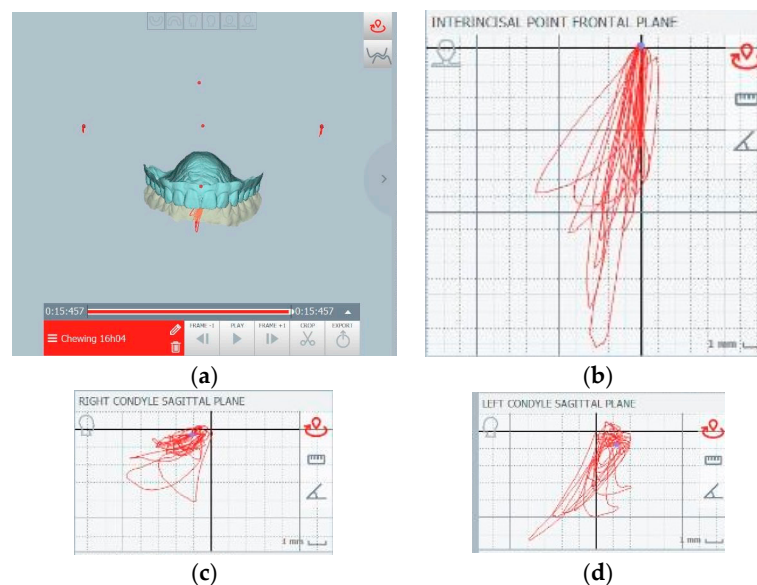 0:15:457
0:15:457
Chewing 16h04
FRAME -1
PLAY
FRAME +1
CROP
EXPORT
(a)
INTERINCISAL POINT FRONTAL PLANE
1 mm
(b)
RIGHT CONDYLE SAGITTAL PLANE
1 mm
(c)
LEFT CONDYLE SAGITTAL PLANE
1 mm
(d)